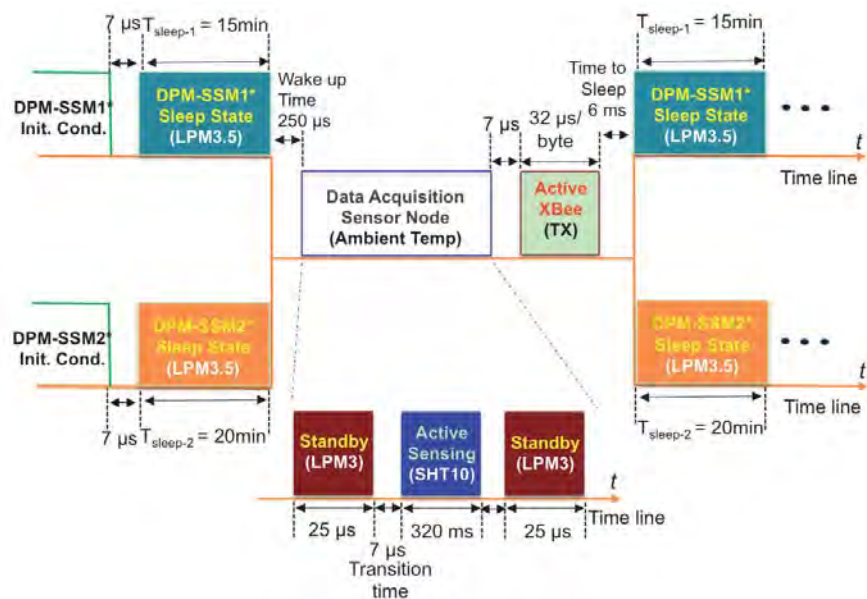 7 µs
T_sleep-1 = 15min
DPM-SSM1*
Init. Cond.
DPM-SSM1*
Sleep State
(LPM3.5)
Wake up
Time
250 µs
Data Acquisition
Sensor Node
(Ambient Temp)
7 µs
32 µs/
byte
Active
XBee
(TX)
Time to
Sleep
6 ms
T_sleep-1 = 15min
DPM-SSM1*
Sleep State
(LPM3.5)
t
Time line
DPM-SSM2*
Init. Cond.
DPM-SSM2*
Sleep State
(LPM3.5)
7 µs
T_sleep-2 = 20min
DPM-SSM2*
Sleep State
(LPM3.5)
t
Time line
T_sleep-2 = 20min
Standby
(LPM3)
Active
Sensing
(SHT10)
Standby
(LPM3)
t
Time line
25 µs
7 µs
Transition
time
320 ms
25 µs